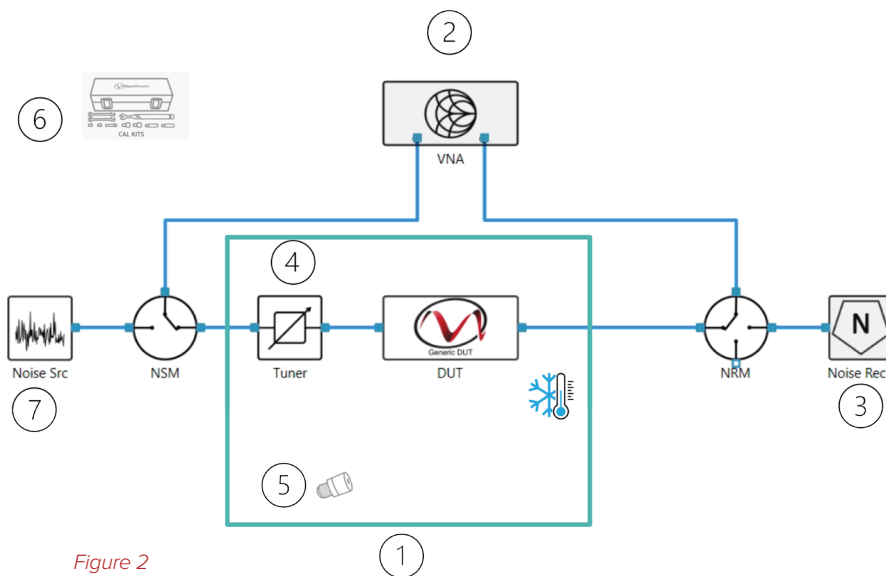 2
6
CAL KITS
VNA
4
Noise Src
NSM
Tuner
Generic DUT
DUT
NRM
N
Noise Rec
7
3
5
1
Figure 2